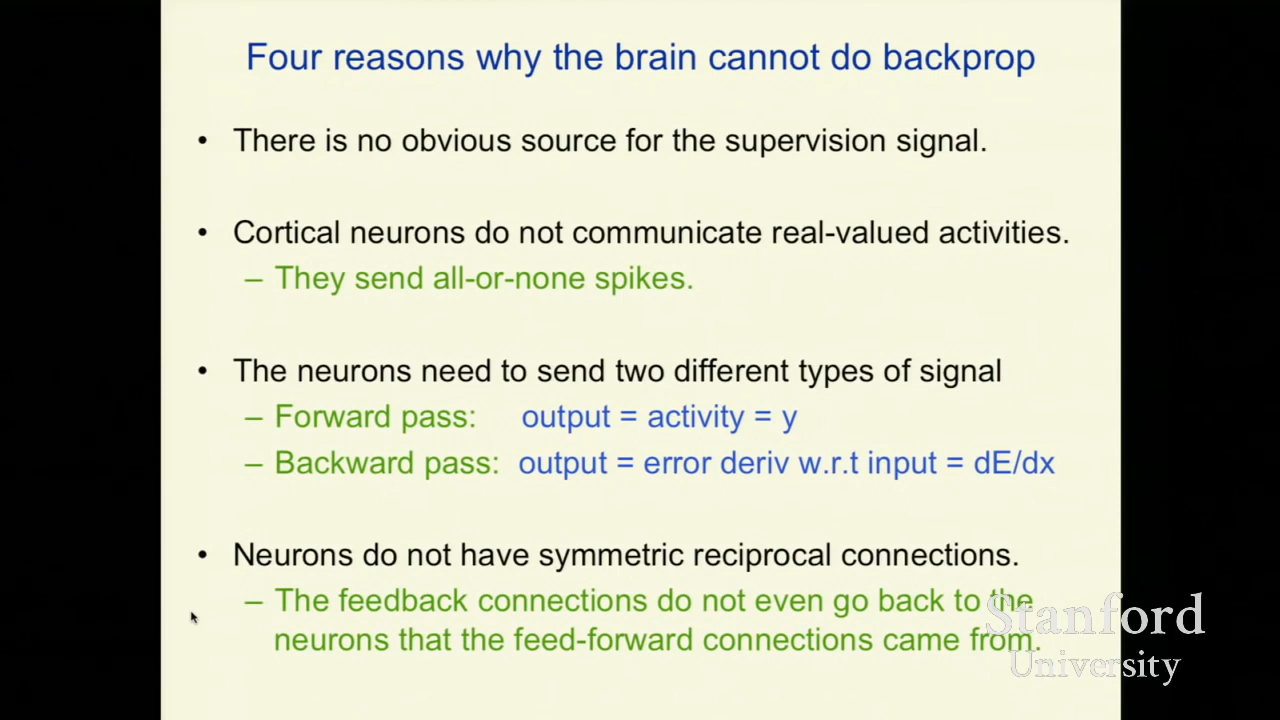 Four reasons why the brain cannot do backprop
• There is no obvious source for the supervision signal.
• Cortical neurons do not communicate real-valued activities.
– They send all-or-none spikes.
• The neurons need to send two different types of signal
– Forward pass: output = activity = y
– Backward pass: output = error deriv w.r.t input = dE/dx
• Neurons do not have symmetric reciprocal connections.
– The feedback connections do not even go back to the
neurons that the feed-forward connections came from.
Stanford
University